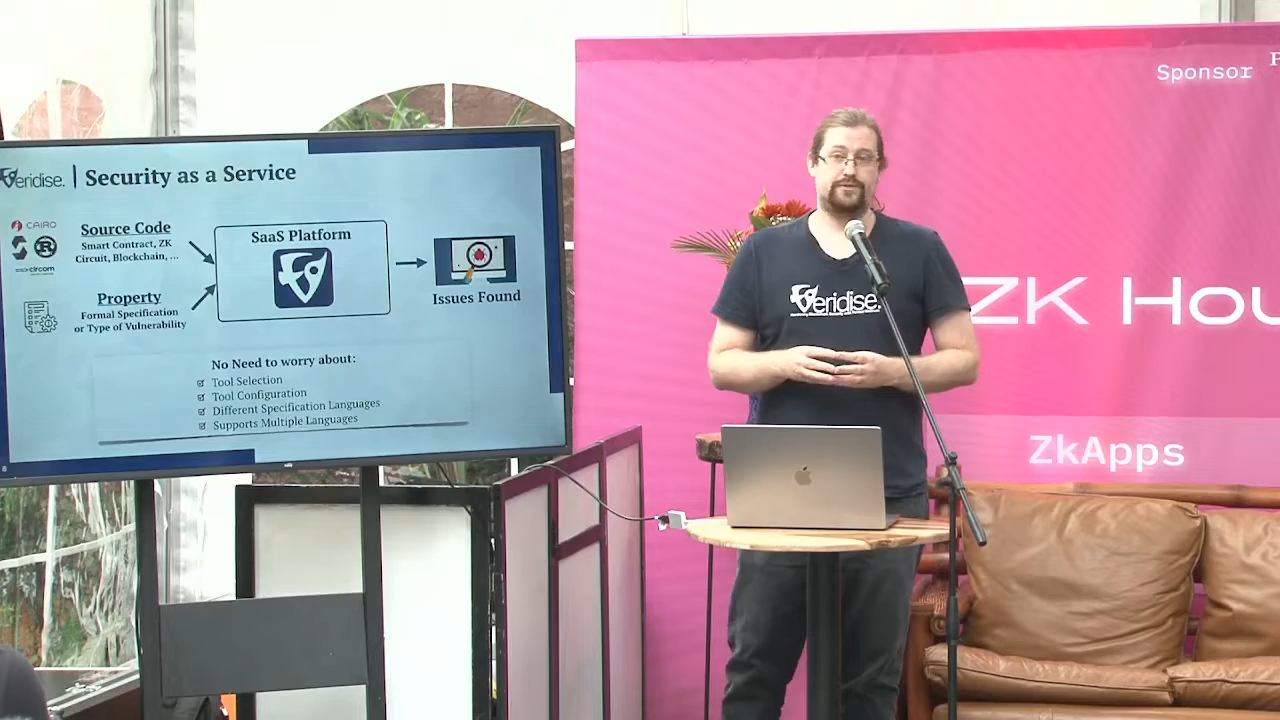 Veridise. | Security as a Service
CAIRO
circom
Source Code
Smart Contract, ZK
Circuit, Blockchain, ...
Property
Formal Specification
or Type of Vulnerability
SaaS Platform
Issues Found
No Need to worry about:
Tool Selection
Tool Configuration
Different Specification Languages
Supports Multiple Languages
Veridise.
Sponsor
P
ZK Hou
ZkApps